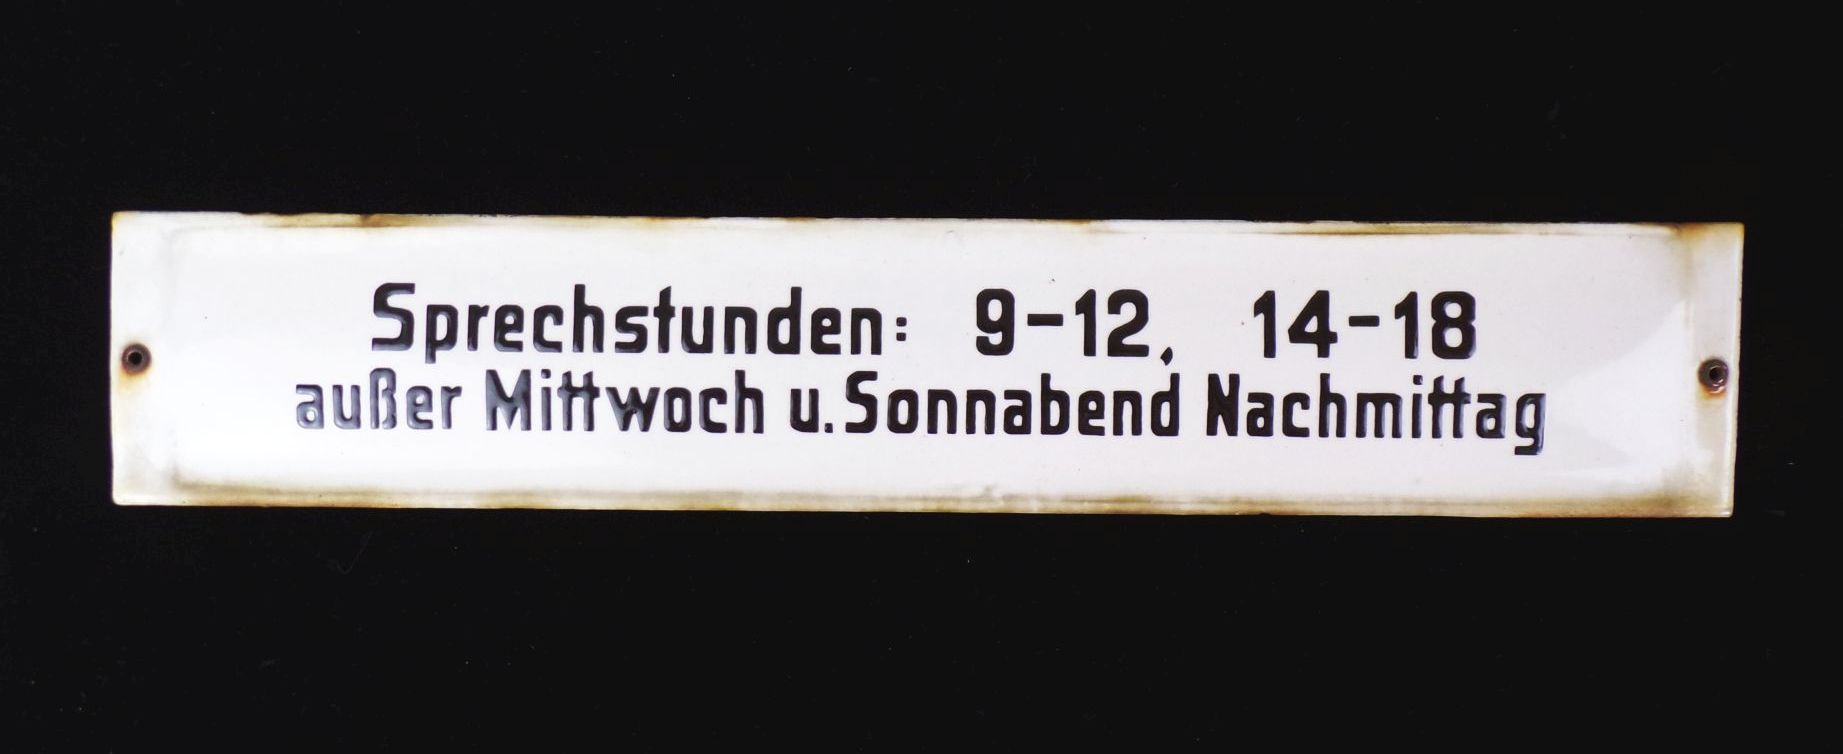 Sprechstunden: 9-12, 14-18
außer Mittwoch u. Sonnabend Nachmittag